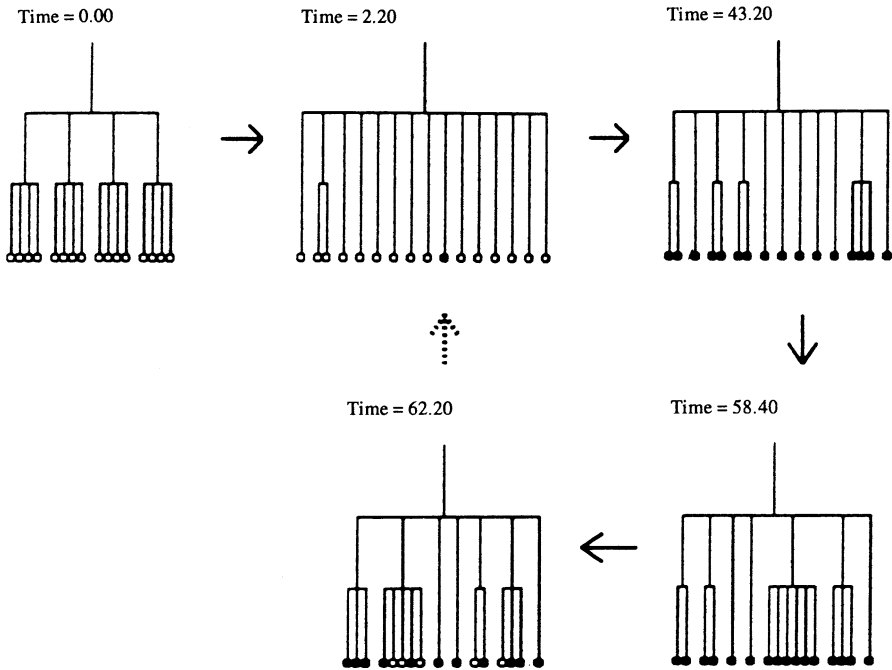 Time = 0.00
Time = 2.20
Time = 43.20
Time = 62.20
Time = 58.40